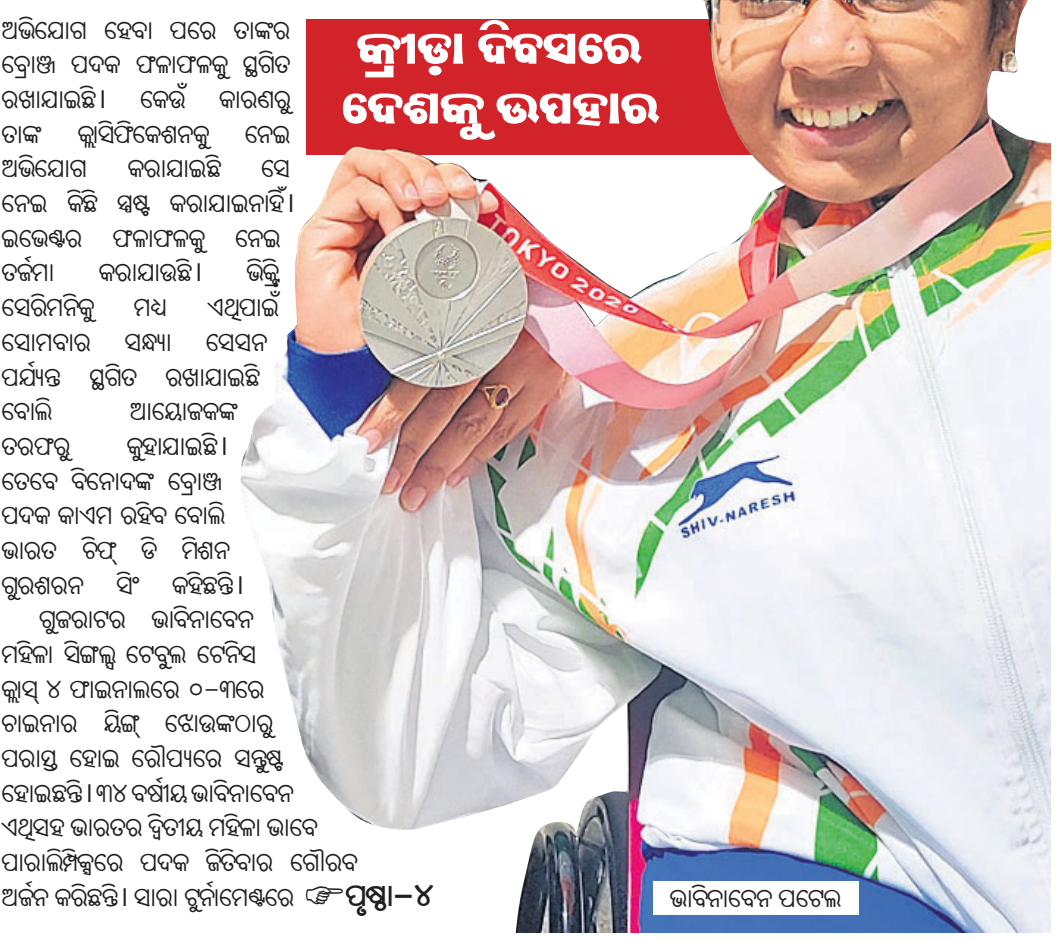 କ୍ରୀଡ଼ା ଦିବସରେ
ଦେଶକୁ ଉପହାର
ଅଭିଯୋଗ ହେବା ପରେ ତାଙ୍କର
ବ୍ରୋଞ୍ଜ ପଦକ ଫଳାଫଳକୁ ସ୍ଥଗିତ
ରଖାଯାଇଛି। କେଉଁ କାରଣରୁ
ତାଙ୍କ କ୍ଲାସିଫିକେଶନକୁ ନେଇ
ଅଭିଯୋଗ କରାଯାଇଛି ସେ
ନେଇ କିଛି ସ୍ପଷ୍ଟ କରାଯାଇନାହିଁ।
ଇଭେଣ୍ଟର ଫଳାଫଳକୁ ନେଇ
ତର୍ଜମା କରାଯାଉଛି। ଭିକ୍ଟ୍ରି
ସେରିମନିକୁ ମଧ୍ୟ ଏଥିପାଇଁ
ସୋମବାର ସନ୍ଧ୍ୟା ସେସନ
ପର୍ଯ୍ୟନ୍ତ ସ୍ଥଗିତ ରଖାଯାଇଛି
ବୋଲି ଆୟୋଜକଙ୍କ
ତରଫରୁ କୁହାଯାଇଛି।
ତେବେ ବିନୋଦଙ୍କ ବ୍ରୋଞ୍ଜ
ପଦକ କାଏମ ରହିବ ବୋଲି
ଭାରତ ଚିଫ୍ ଡି ମିଶନ
ଗୁରଶରନ ସିଂ କହିଛନ୍ତି।
ଗୁଜରାଟର ଭାବିନାବେନ
ମହିଳା ସିଙ୍ଗଲ୍ସ ଟେବୁଲ ଟେନିସ
କ୍ଲାସ୍ ୪ ଫାଇନାଲରେ ୦–୩ରେ
ଚାଇନାର ୟିଙ୍ଗ୍ ଝୋଉଙ୍କଠାରୁ
ପରାସ୍ତ ହୋଇ ରୌପ୍ୟରେ ସନ୍ତୁଷ୍ଟ
ହୋଇଛନ୍ତି। ୩୪ ବର୍ଷୀୟ ଭାବିନାବେନ
ଏଥିସହ ଭାରତର ଦ୍ୱିତୀୟ ମହିଳା ଭାବେ
ପାରାଲିମ୍ପିକ୍ସରେ ପଦକ ଜିତିବାର ଗୌରବ
ଅର୍ଜନ କରିଛନ୍ତି। ସାରା ଟୁର୍ନାମେଣ୍ଟରେ ☞ପୃଷ୍ଠା–୪
TOKYO 2020
SHIV-NARESH
ଭାବିନାବେନ ପଟେଲ